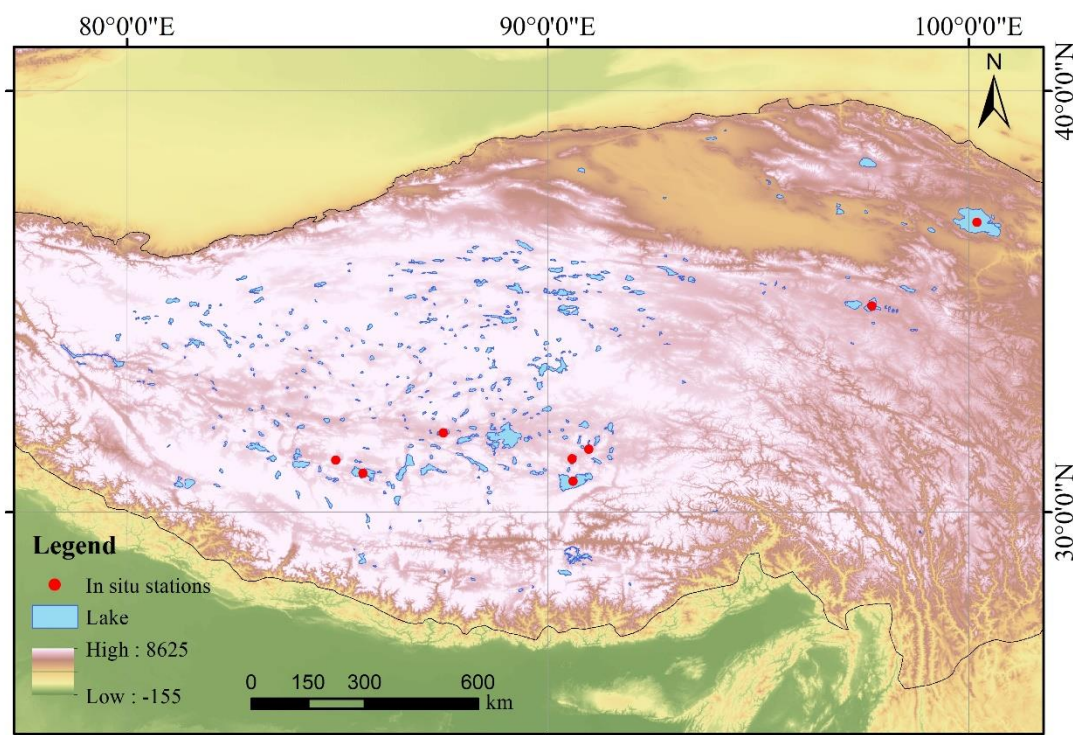 80°0'0"E 90°0'0"E 100°0'0"E
N
40°0'0"N
30°0'0"N
Legend
In situ stations
Lake
High : 8625
Low : -155
0 150 300 600
km